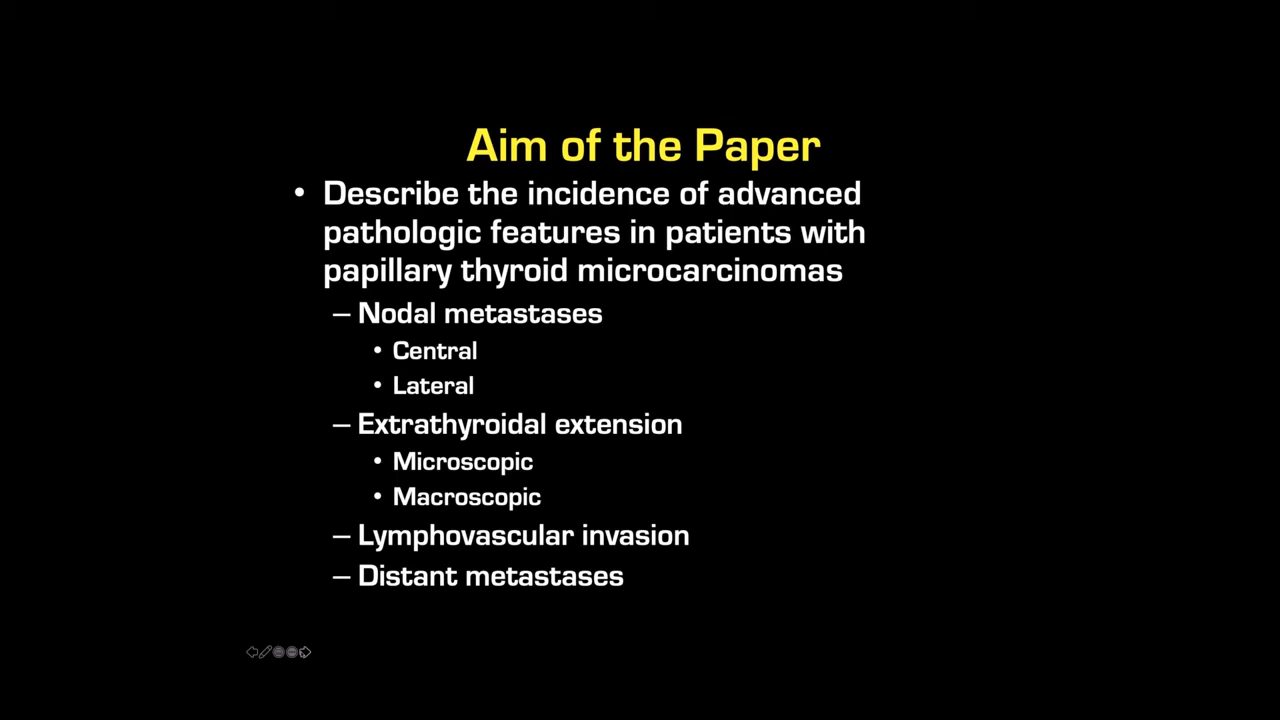 Aim of the Paper
• Describe the incidence of advanced
pathologic features in patients with
papillary thyroid microcarcinomas
– Nodal metastases
• Central
• Lateral
– Extrathyroidal extension
• Microscopic
• Macroscopic
– Lymphovascular invasion
– Distant metastases